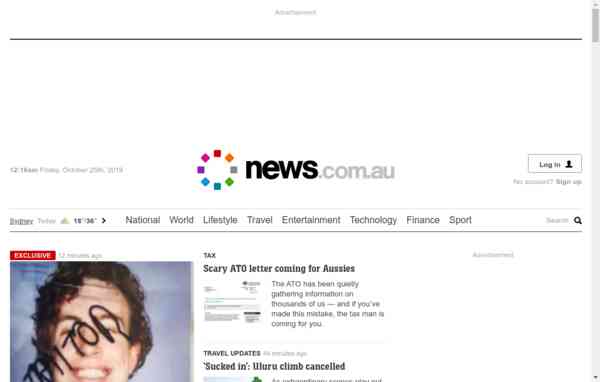 Advertisement
12:16am Friday, October 25th, 2019
news.com.au
Log in
No account? Sign up
Sydney Today 18°/36°
National World Lifestyle Travel Entertainment Technology Finance Sport
Search
EXCLUSIVE 12 minutes ago
TAX
Scary ATO letter coming for Aussies
The ATO has been quietly
gathering information on
thousands of us — and if you’ve
made this mistake, the tax man is
coming for you.
Advertisement
TRAVEL UPDATES 49 minutes ago
‘Sucked in’: Uluru climb cancelled